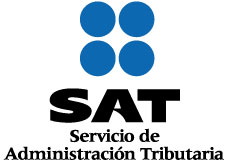 SAT
Servicio de
Administración Tributaria